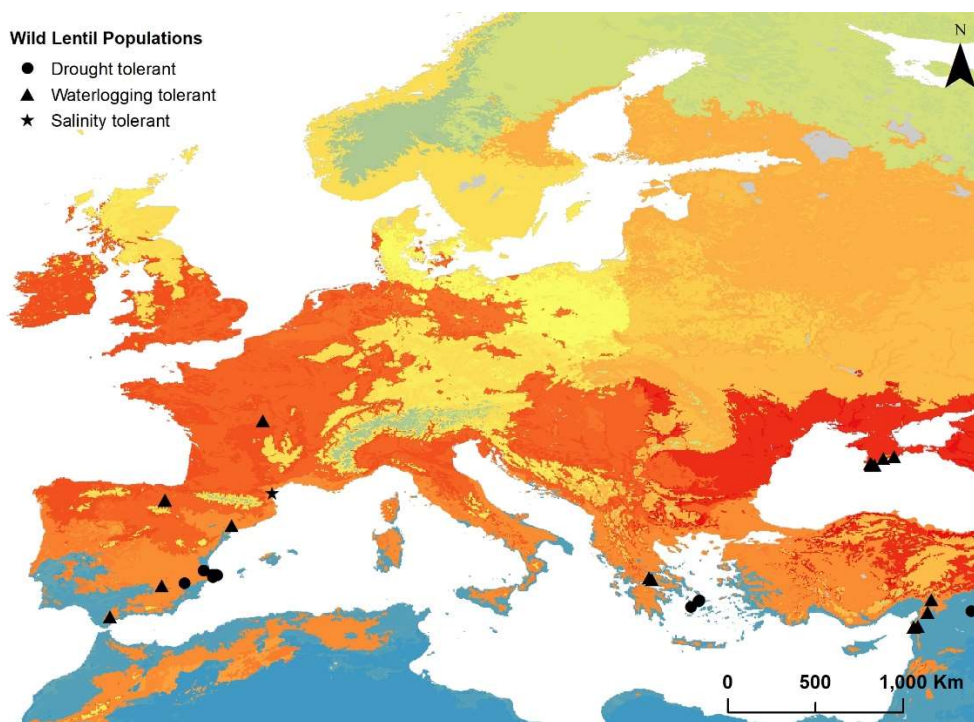 Wild Lentil Populations
Drought tolerant
Waterlogging tolerant
Salinity tolerant
N
0 500 1,000 Km